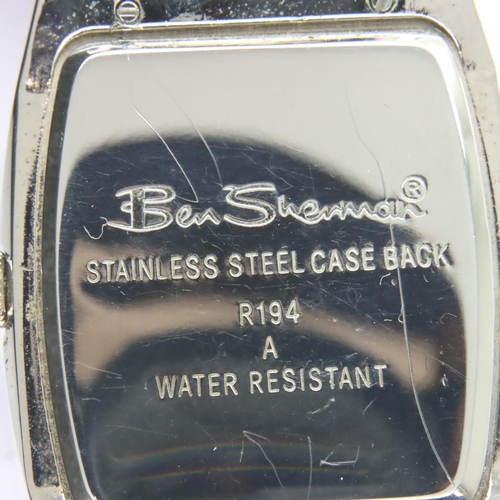 Ben Sherman®
STAINLESS STEEL CASE BACK
R194
A
WATER RESISTANT